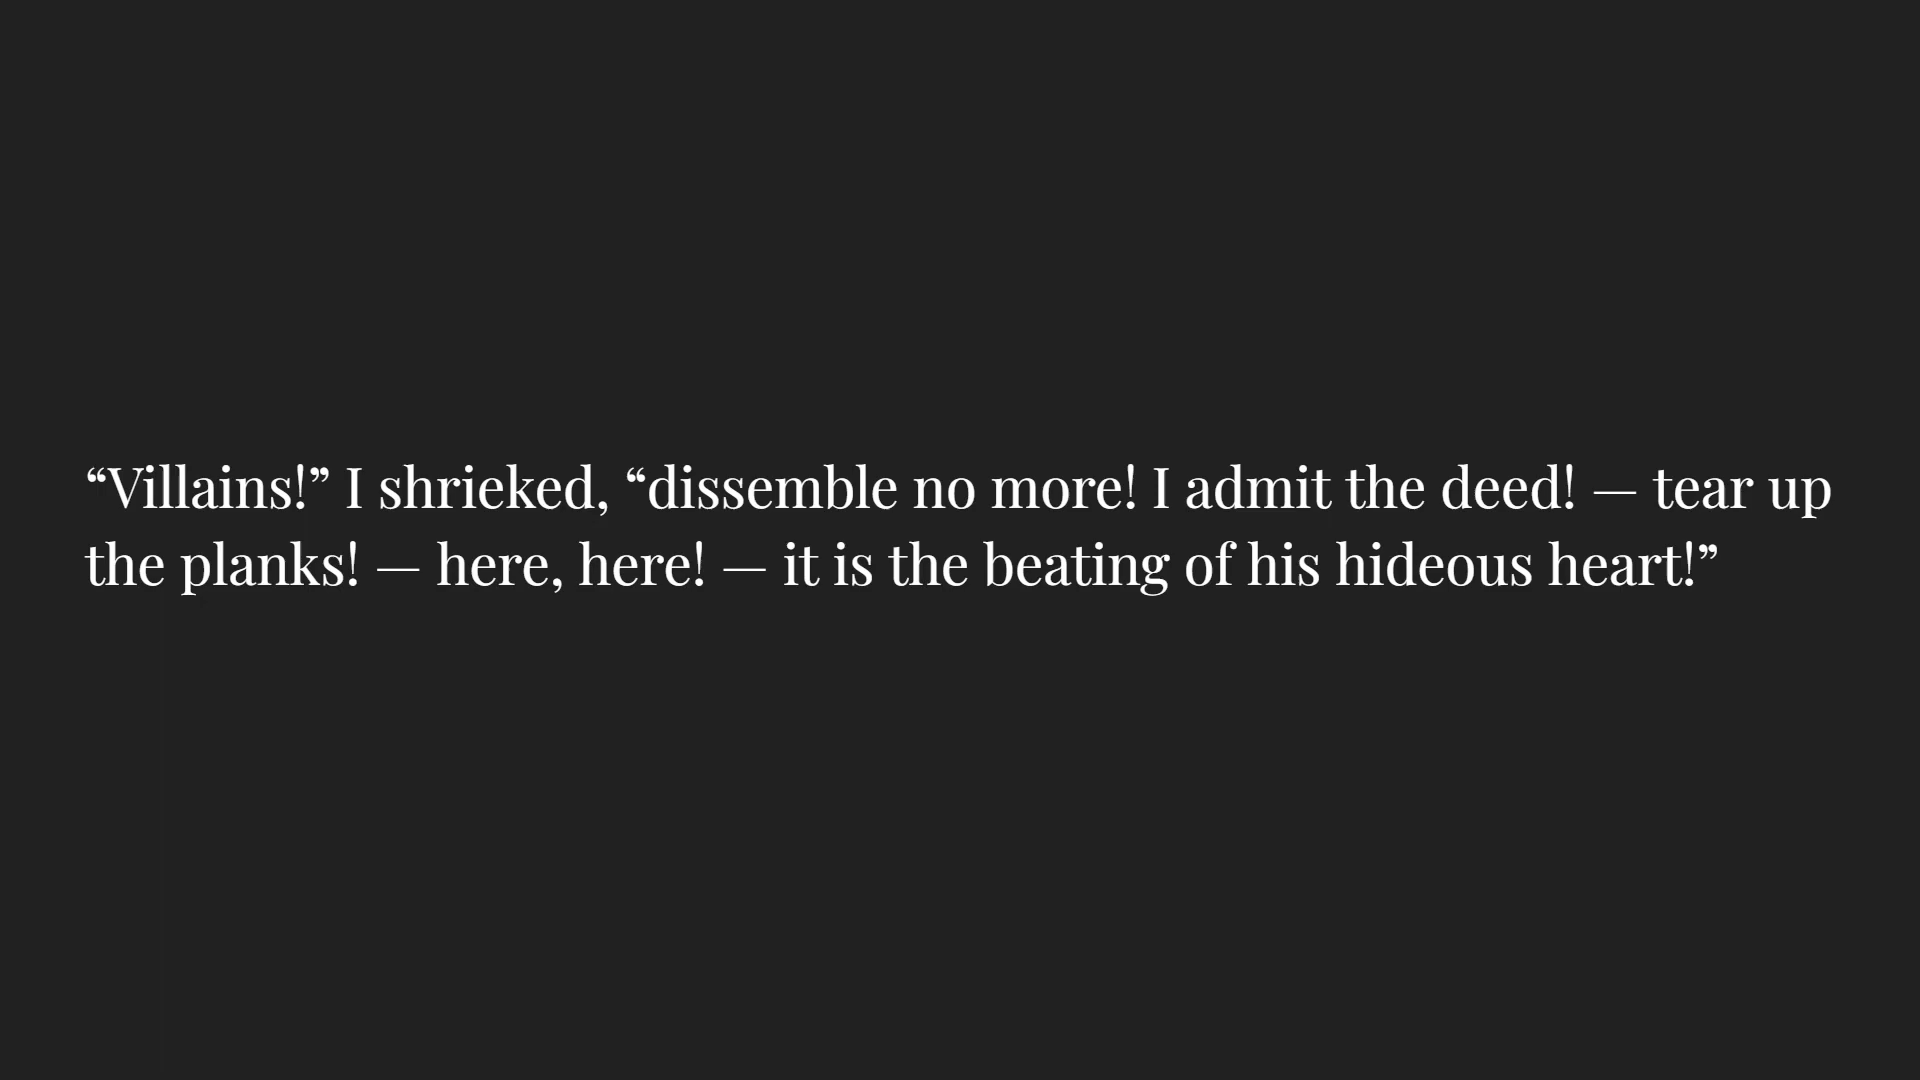 “Villains!” I shrieked, “dissemble no more! I admit the deed! — tear up
the planks! — here, here! — it is the beating of his hideous heart!”